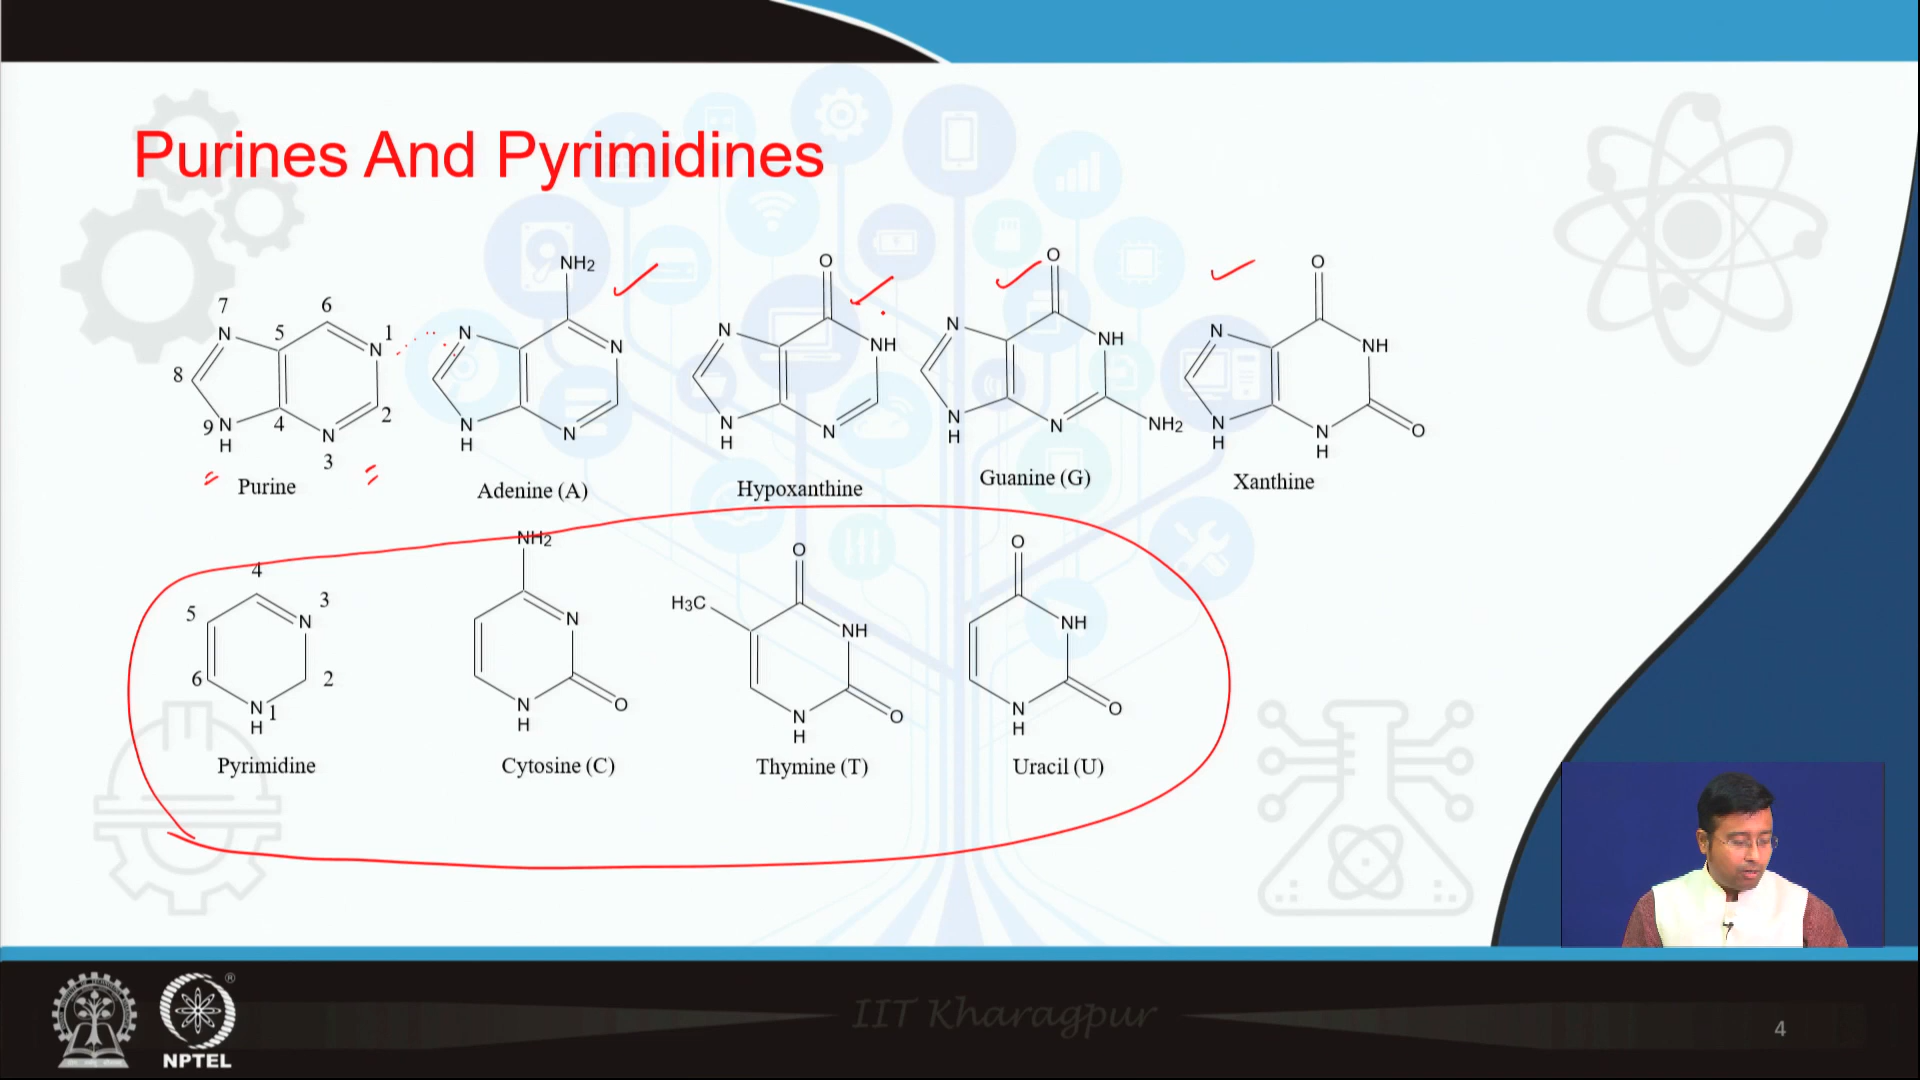 Purines And Pyrimidines
NH2
O
O
O
7
6
N
5
1
N
8
2
9
N
H
4
N
3
N
N
N
H
N
N
NH
N
H
N
N
NH
N
H
N
NH2
N
NH
N
H
N
H
O
Purine
Adenine (A)
Hypoxanthine
Guanine (G)
Xanthine
NH2
O
O
4
5
3
N
6
2
N
H
1
N
N
H
O
H3C
NH
N
H
O
NH
N
H
O
Pyrimidine
Cytosine (C)
Thymine (T)
Uracil (U)
IIT Kharagpur
4
®
NPTEL